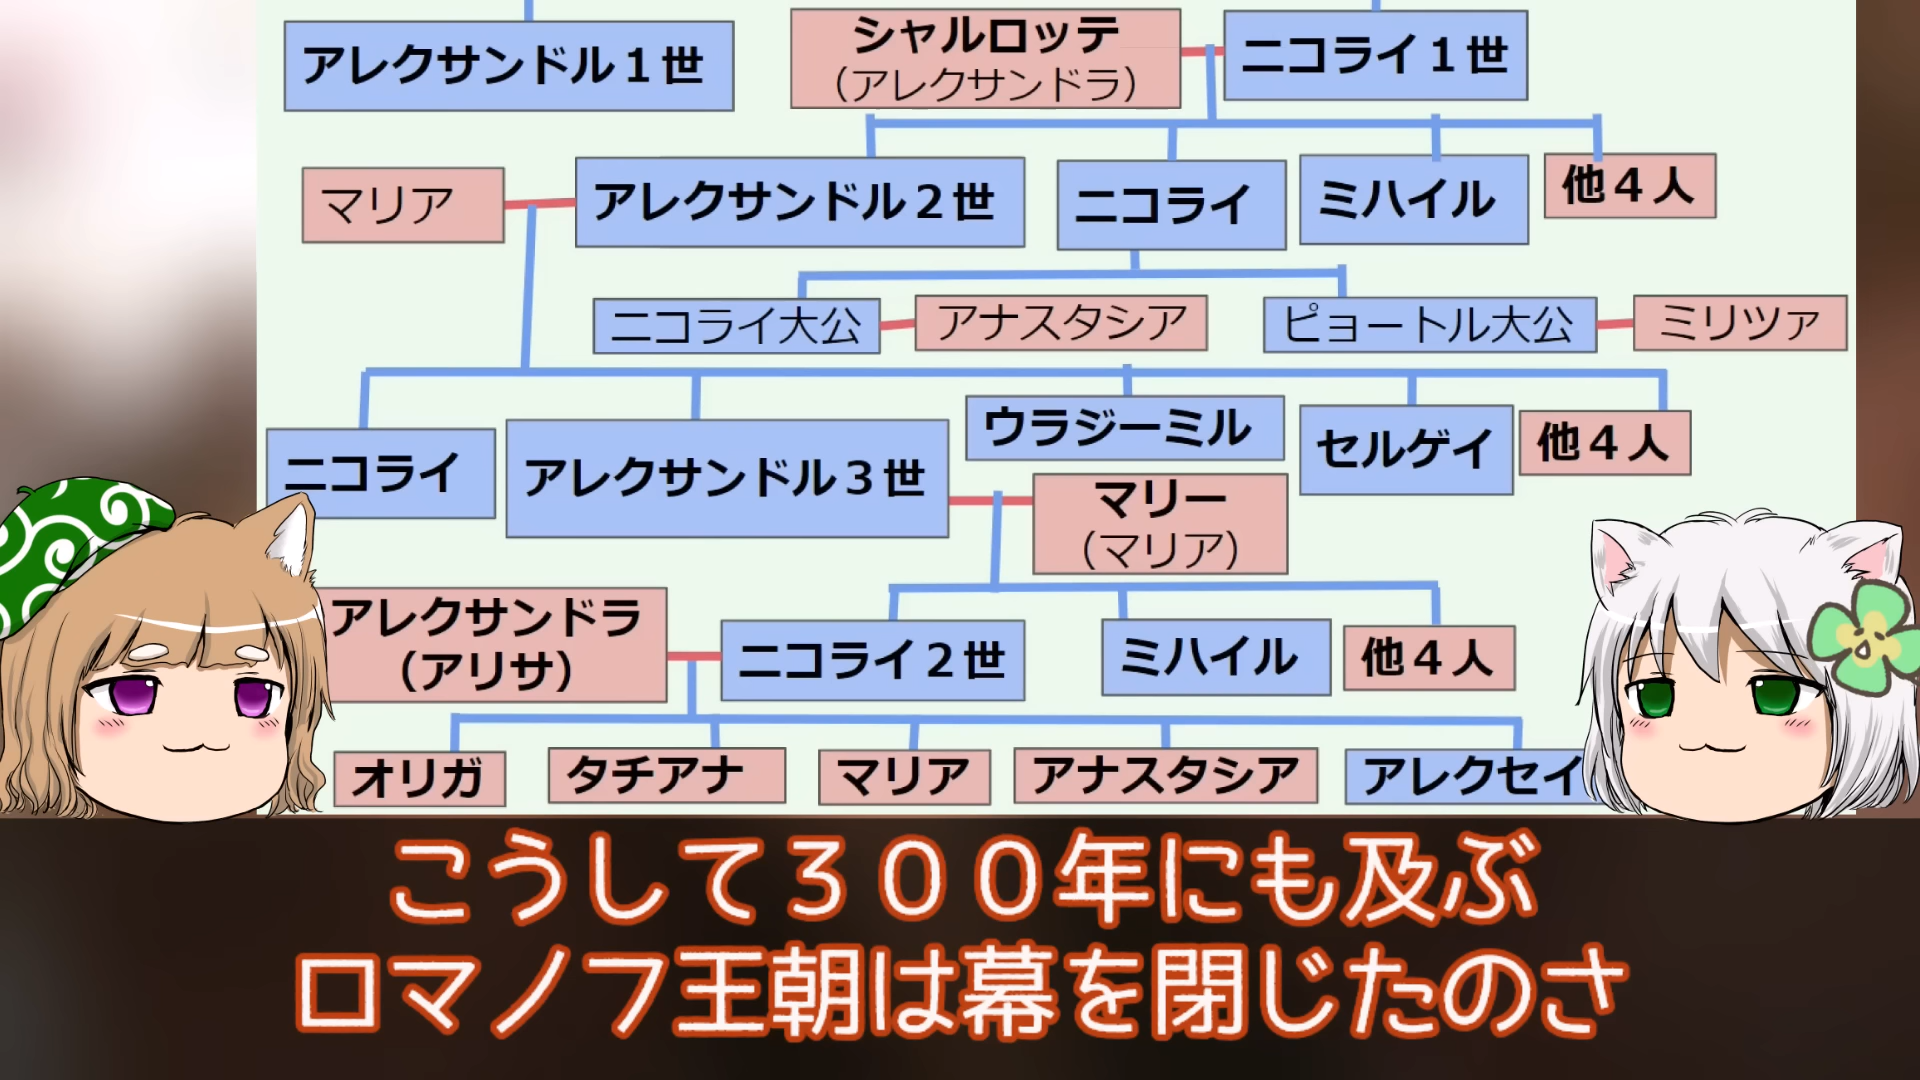 アレクサンドル１世
シャルロッテ
（アレクサンドラ）
ニコライ１世
マリア
アレクサンドル２世
ニコライ
ミハイル
他４人
ニコライ大公
アナスタシア
ピョートル大公
ミリツァ
ニコライ
アレクサンドル３世
ウラジーミル
セルゲイ
他４人
マリー
（マリア）
アレクサンドラ
（アリサ）
ニコライ２世
ミハイル
他４人
オリガ
タチアナ
マリア
アナスタシア
アレクセイ
こうして３００年にも及ぶ
ロマノフ王朝は幕を閉じたのさ